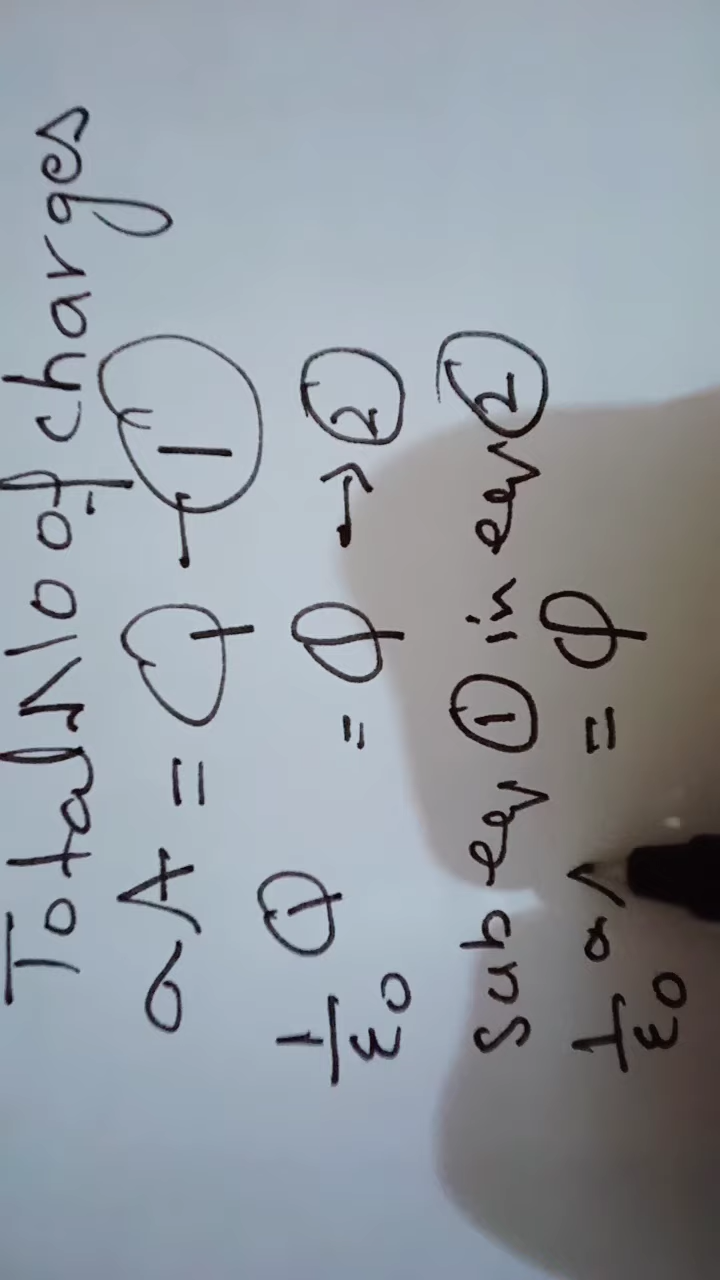 Total No of charges
σA = Q → ①
1/ε0 Q = φ → ②
Sub eq ① in eq ②
1/ε0 σA = φ